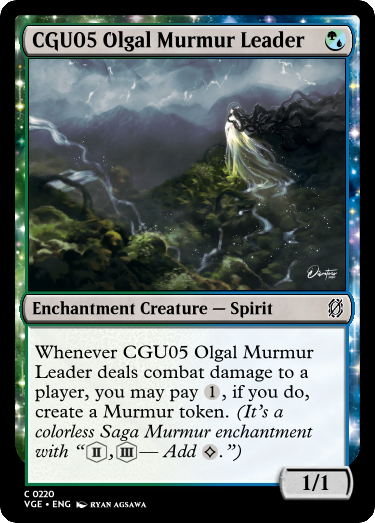 CGU05 Olgal Murmur Leader
Enchantment Creature — Spirit
Whenever CGU05 Olgal Murmur
Leader deals combat damage to a
player, you may pay 1, if you do,
create a Murmur token. (It's a
colorless Saga Murmur enchantment
with “II,III— Add .”)
1/1
C 0220
VGE • ENG RYAN AGSAWA